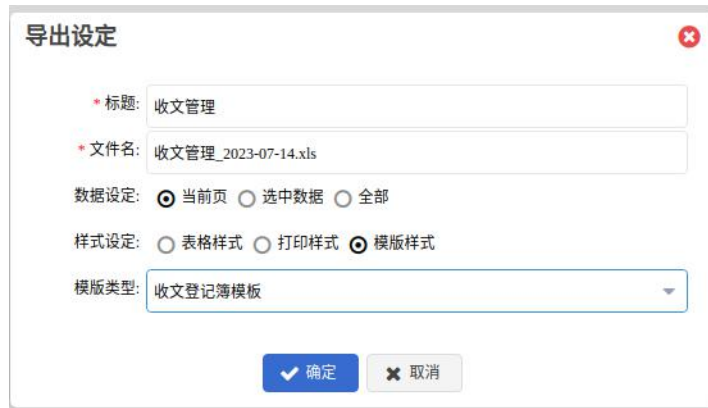 导出设定
* 标题: 收文管理
* 文件名: 收文管理_2023-07-14.xls
数据设定: 当前页 选中数据 全部
样式设定: 表格样式 打印样式 模版样式
模版类型: 收文登记簿模板
确定 取消